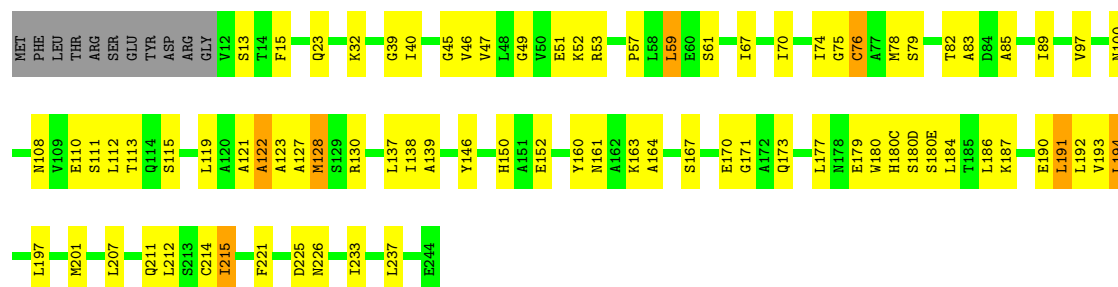 MET PHE LEU THR ARG SER GLU TYR ASP ARG GLY V12 S13 T14 F15 Q23 K32 G39 I40 G45 V46 V47 L48 G49 V50 E51 K52 R53 P57 L58 L59 E60 S61 I67 I70 I74 G75 C76 A77 M78 S79 T82 A83 D84 A85 I89 V97 N100
N108 V109 E110 S111 L112 T113 Q114 S115 L119 A120 A121 A122 A123 A127 M128 S129 R130 L137 I138 A139 Y146 H150 A151 E152 Y160 N161 A162 K163 A164 S167 E170 G171 A172 Q173 L177 N178 E179 W180 H180C S180D S180E L184 T185 L186 K187 E190 L191 L192 V193 L194
L197 M201 L207 Q211 L212 S213 C214 I215 F221 D225 N226 I233 L237 E244